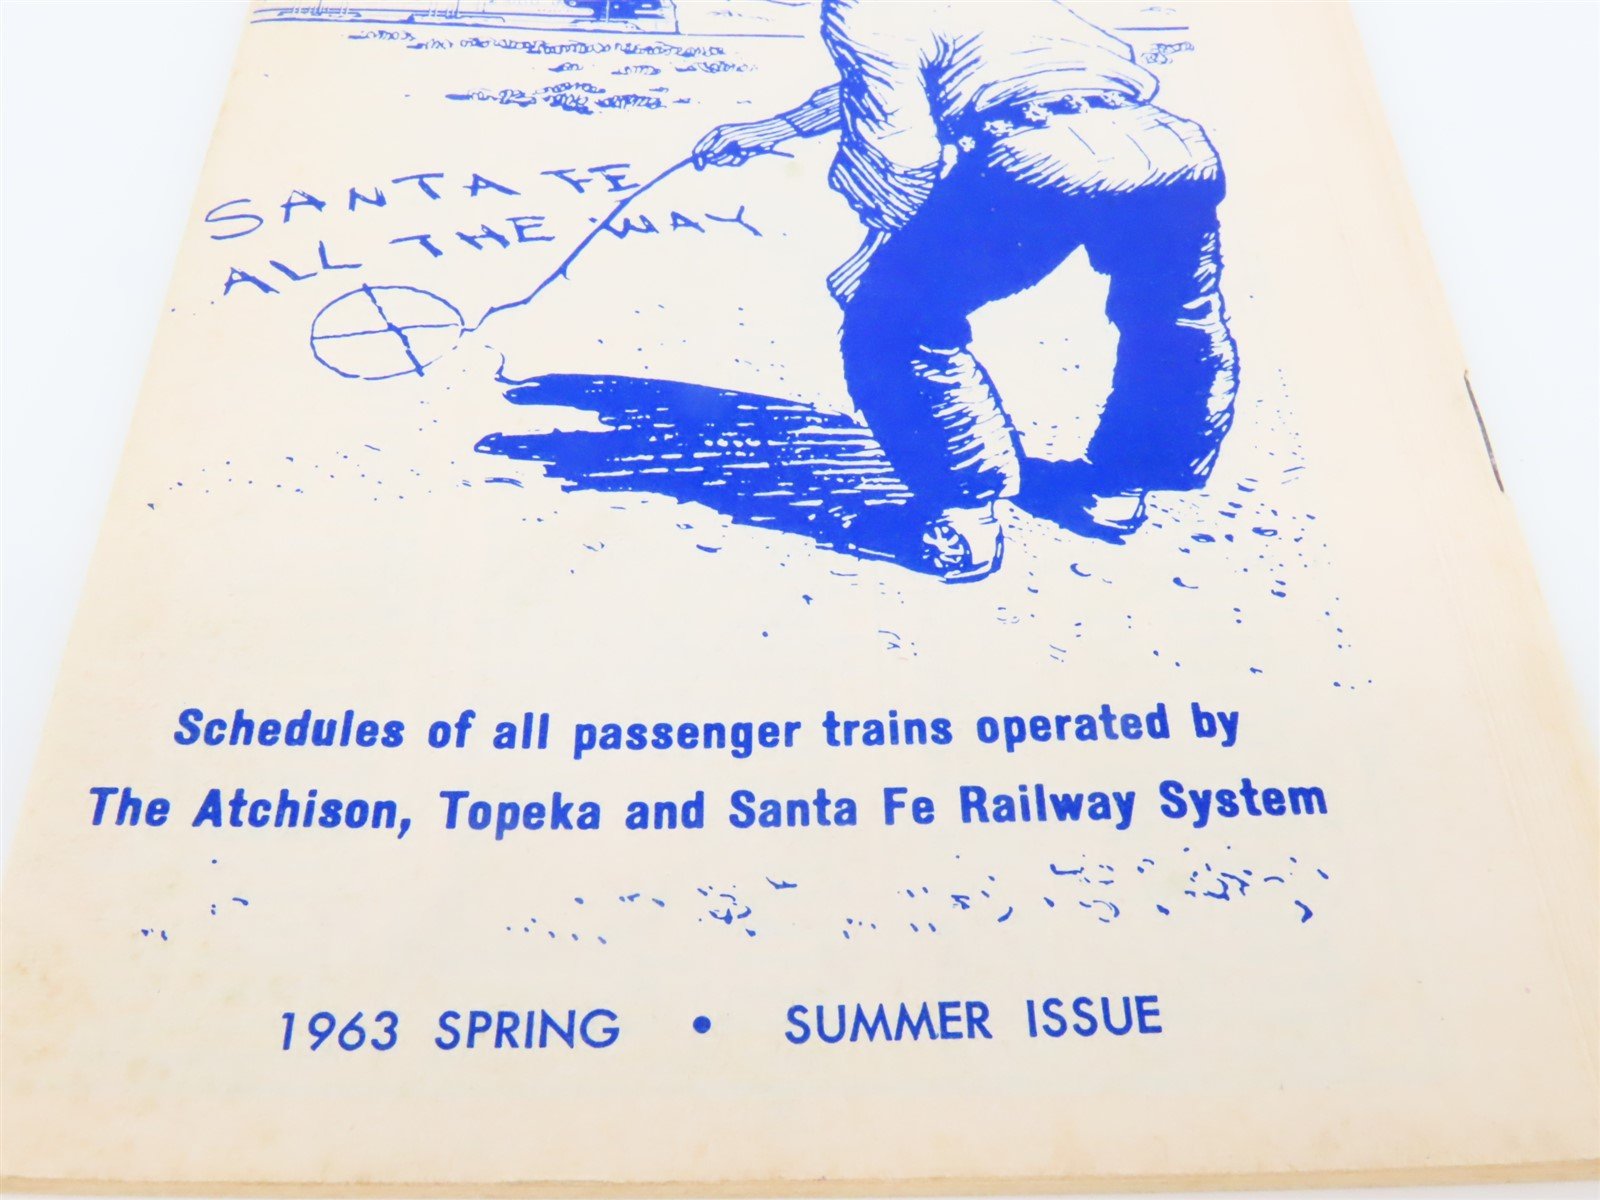 SANTA FE
ALL THE WAY
Schedules of all passenger trains operated by
The Atchison, Topeka and Santa Fe Railway System
1963 SPRING • SUMMER ISSUE